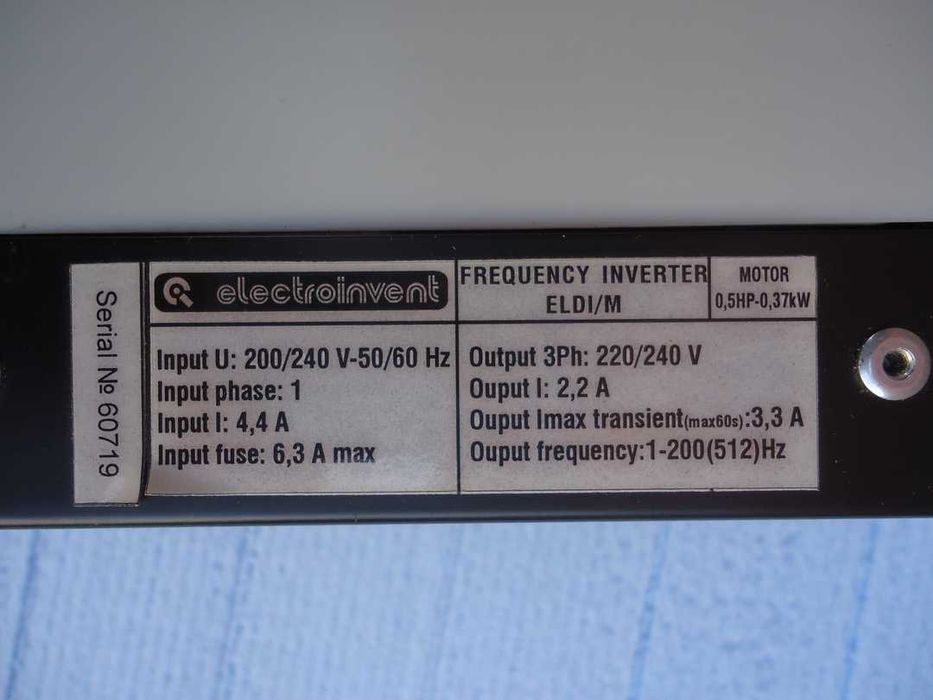 Serial № 60719
electroinvent
FREQUENCY INVERTER
ELDI/M
MOTOR
0,5HP-0,37kW
Input U: 200/240 V-50/60 Hz
Input phase: 1
Input I: 4,4 A
Input fuse: 6,3 A max
Output 3Ph: 220/240 V
Ouput I: 2,2 A
Ouput Imax transient(max60s):3,3 A
Ouput frequency:1-200(512)Hz